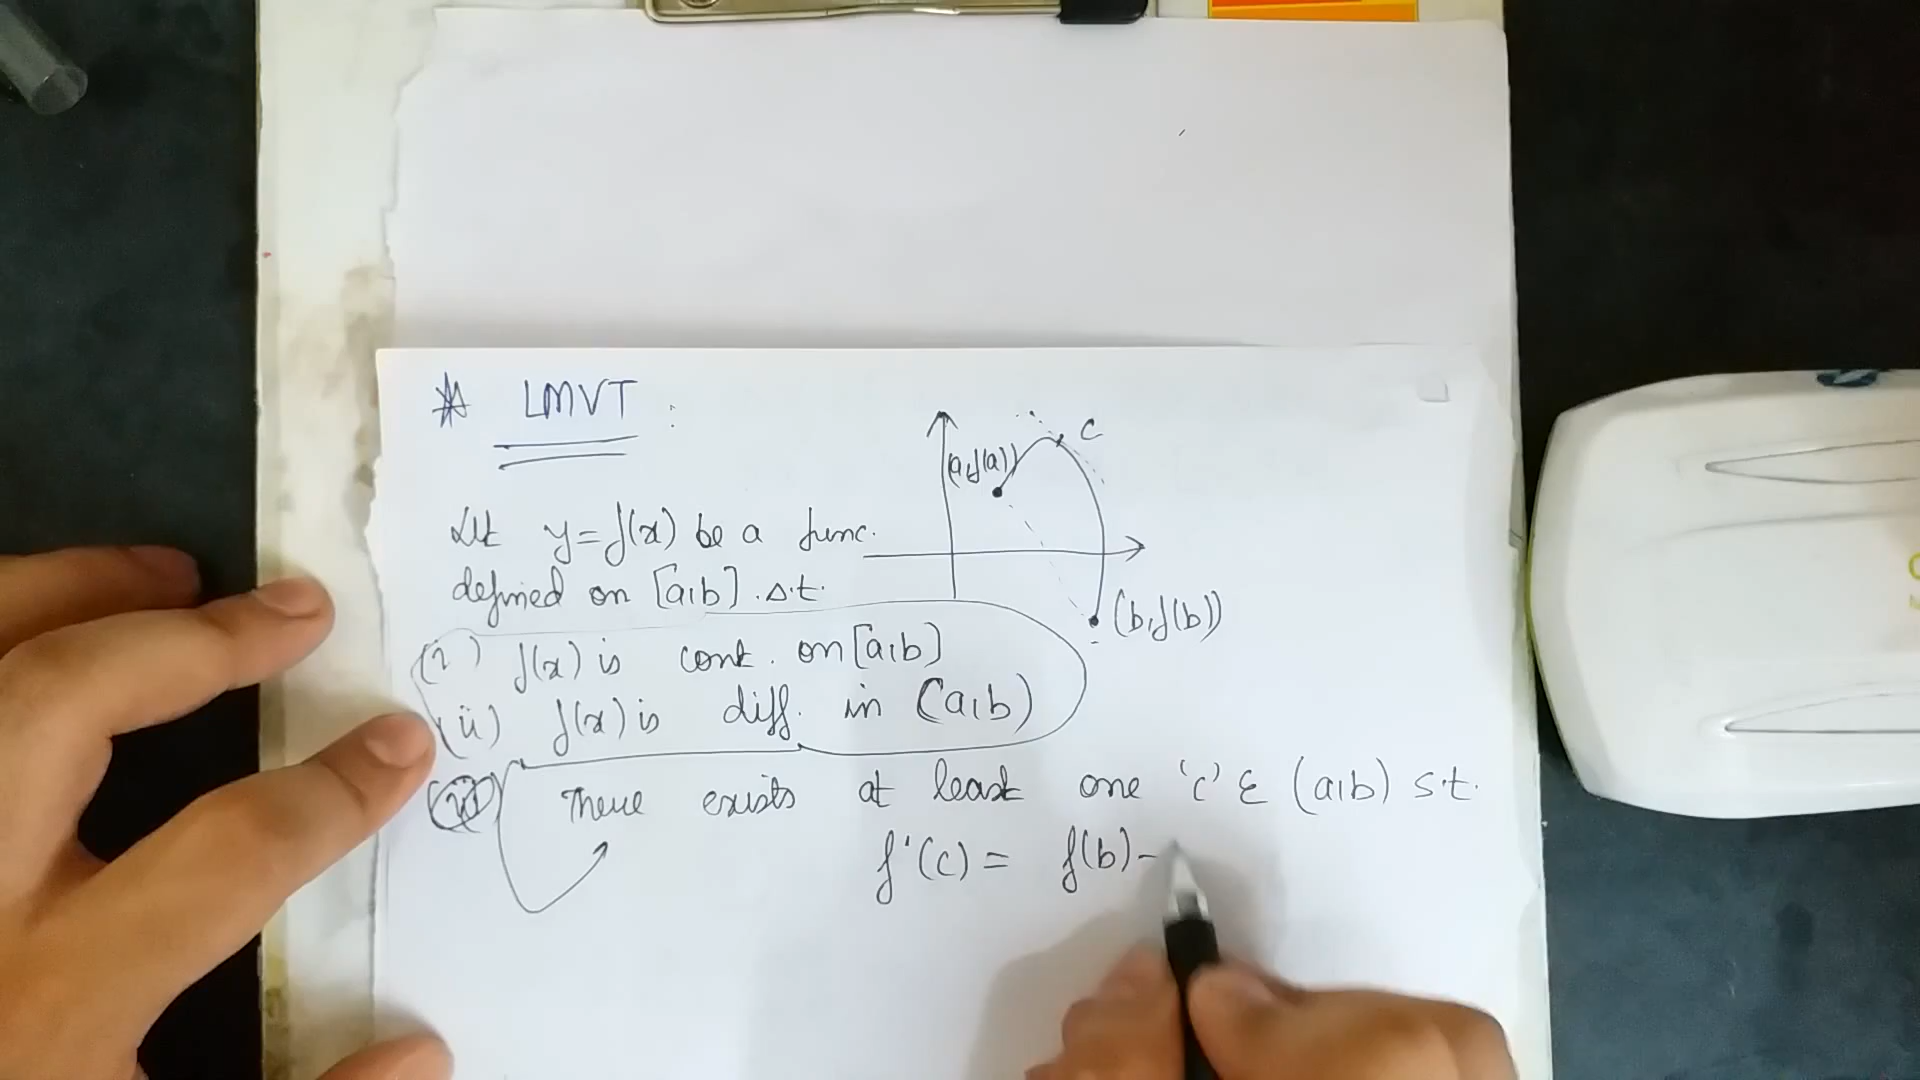 * LMVT :
C
(a,f(a))
Let y=f(x) be a func.
defined on [a,b] .s.t.
(b,f(b))
(i) f(x) is cont. on [a,b]
(ii) f(x) is diff. in (a,b)
There exists at least one 'c' ε (a,b) s.t.
f'(c) = f(b)-